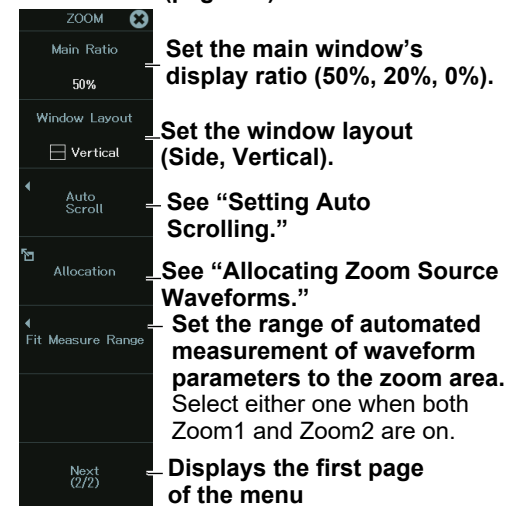 ZOOM
Main Ratio
50%
Set the main window's
display ratio (50%, 20%, 0%).
Window Layout
Vertical
Set the window layout
(Side, Vertical).
Auto
Scroll
See “Setting Auto
Scrolling.”
Allocation
See “Allocating Zoom Source
Waveforms.”
Fit Measure Range
Set the range of automated
measurement of waveform
parameters to the zoom area.
Select either one when both
Zoom1 and Zoom2 are on.
Next
(2/2)
Displays the first page
of the menu